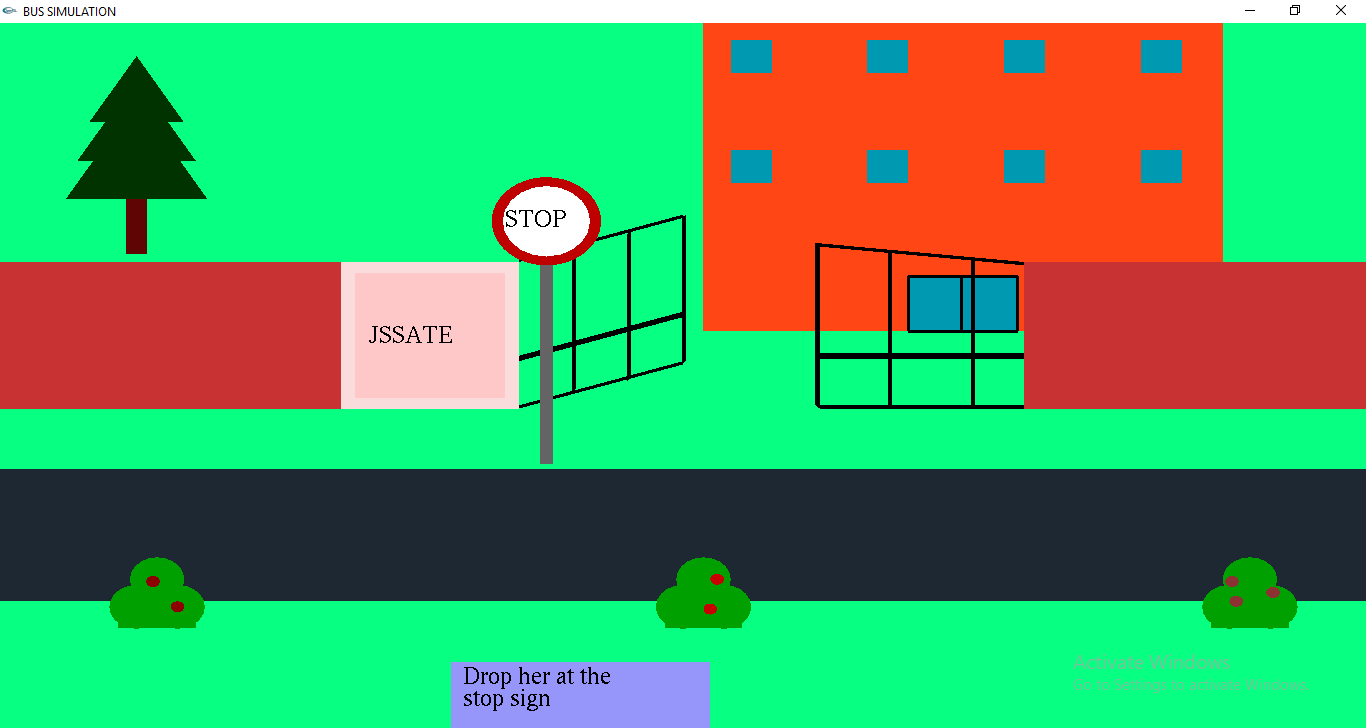 BUS SIMULATION
STOP
JSSATE
Drop her at the
stop sign
Activate Windows
Go to Settings to activate Windows.